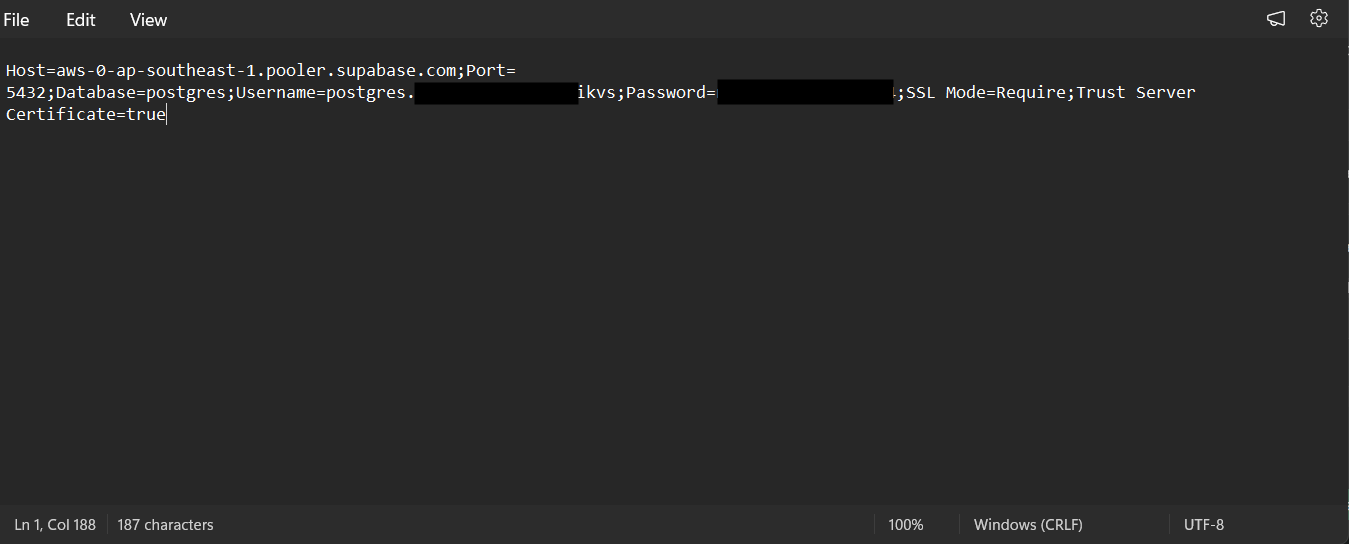 File Edit View
Host=aws-0-ap-southeast-1.pooler.supabase.com;Port=
5432;Database=postgres;Username=postgres.ikvs;Password=;SSL Mode=Require;Trust Server
Certificate=true
Ln 1, Col 188 187 characters 100% Windows (CRLF) UTF-8